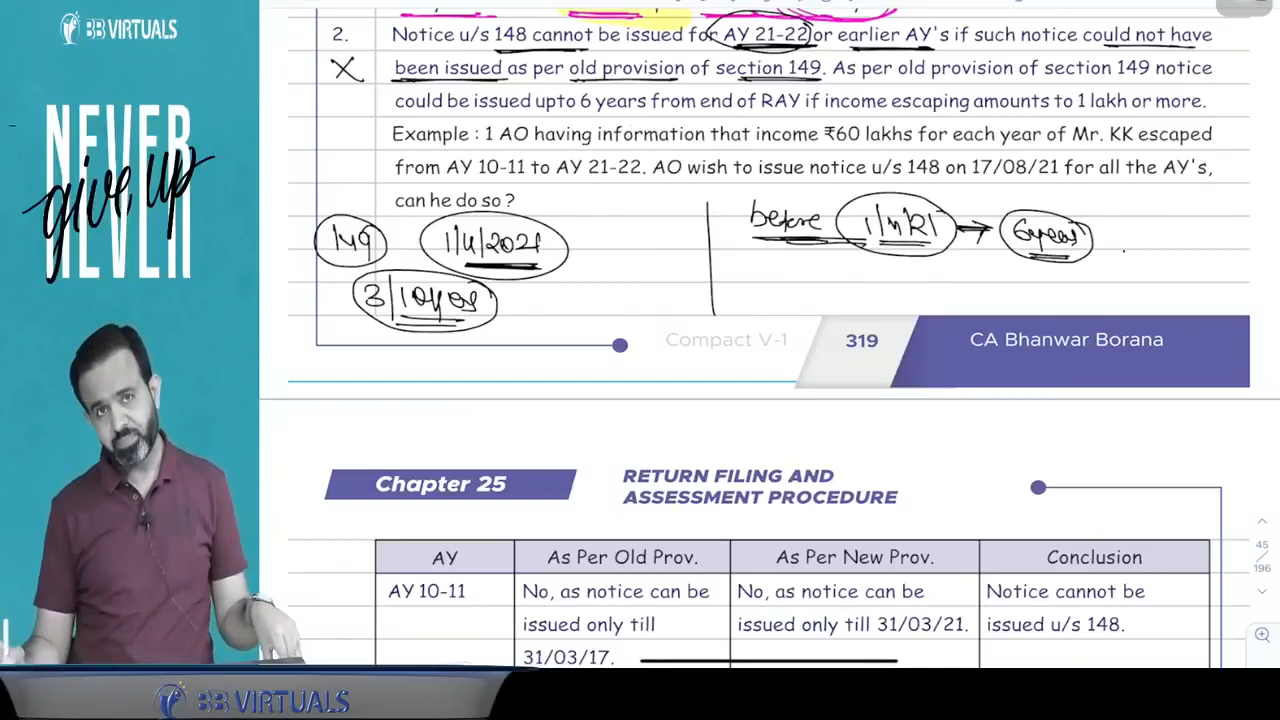 BB VIRTUALS
NEVER
give up
NEVER
2. Notice u/s 148 cannot be issued for AY 21-22 or earlier AY's if such notice could not have
been issued as per old provision of section 149. As per old provision of section 149 notice
could be issued upto 6 years from end of RAY if income escaping amounts to 1 lakh or more.
Example : 1 AO having information that income ₹60 lakhs for each year of Mr. KK escaped
from AY 10-11 to AY 21-22. AO wish to issue notice u/s 148 on 17/08/21 for all the AY's,
can he do so ?
149 1/4/2021
3/10yeas
before 1/4/21 → 6year
Compact V-1 319 CA Bhanwar Borana
Chapter 25
RETURN FILING AND
ASSESSMENT PROCEDURE
AY As Per Old Prov. As Per New Prov. Conclusion
AY 10-11 No, as notice can be No, as notice can be Notice cannot be
issued only till issued only till 31/03/21. issued u/s 148.
31/03/17.
45
/
196
BB VIRTUALS